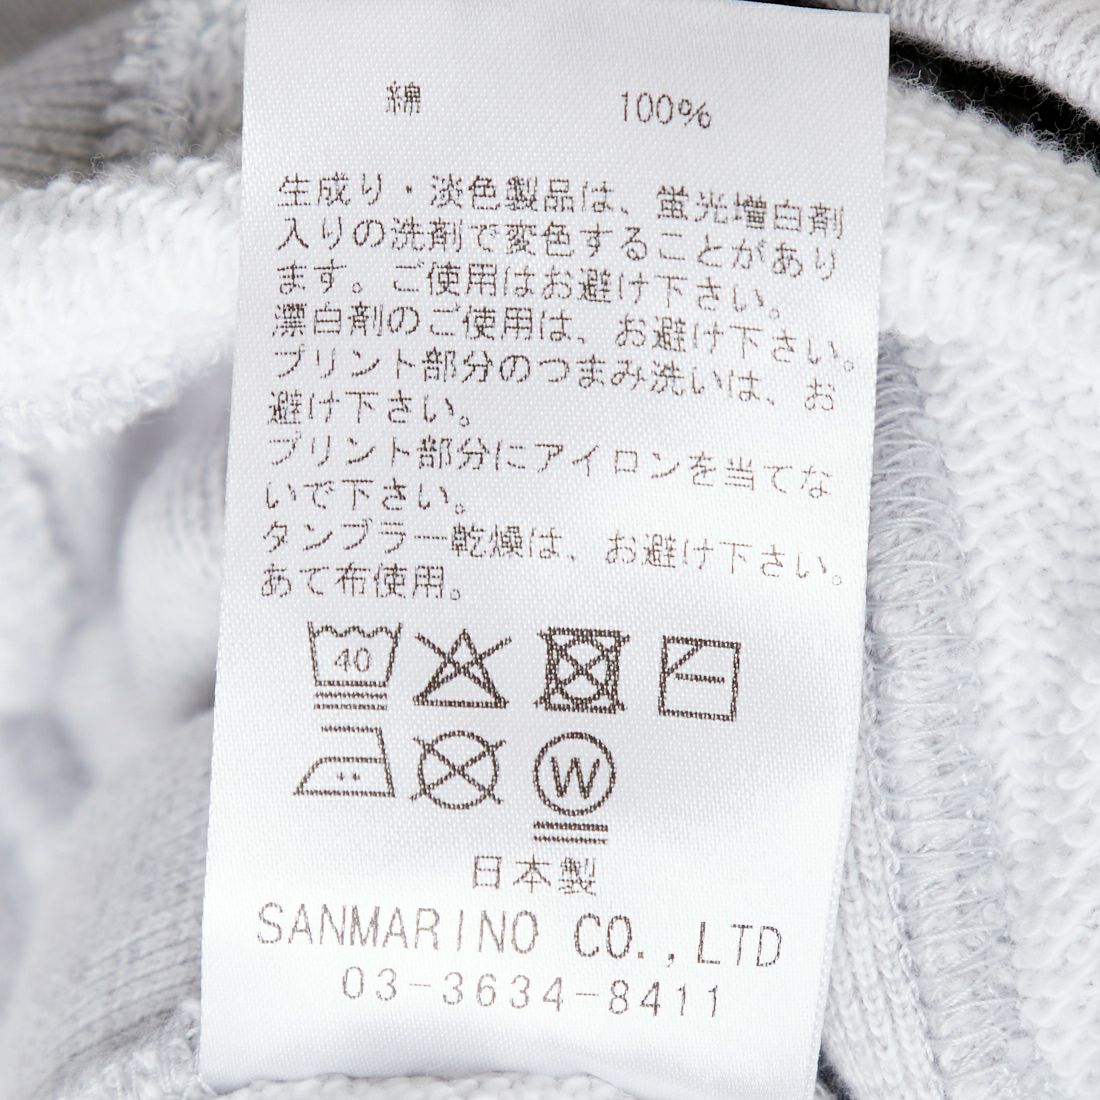 綿 100%
生成り・淡色製品は、蛍光増白剤
入りの洗剤で変色することがあり
ます。ご使用はお避け下さい。
漂白剤のご使用は、お避け下さい。
プリント部分のつまみ洗いは、お
避け下さい。
プリント部分にアイロンを当てな
いで下さい。
タンブラー乾燥は、お避け下さい。
あて布使用。
40
W
日本製
SANMARINO CO.,LTD
03-3634-8411